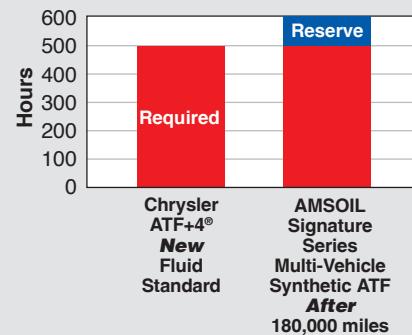 600
500
400
300
200
100
0
Hours
Required
Reserve
Chrysler
ATF+4®
New
Fluid
Standard
AMSOIL
Signature
Series
Multi-Vehicle
Synthetic ATF
After
180,000 miles